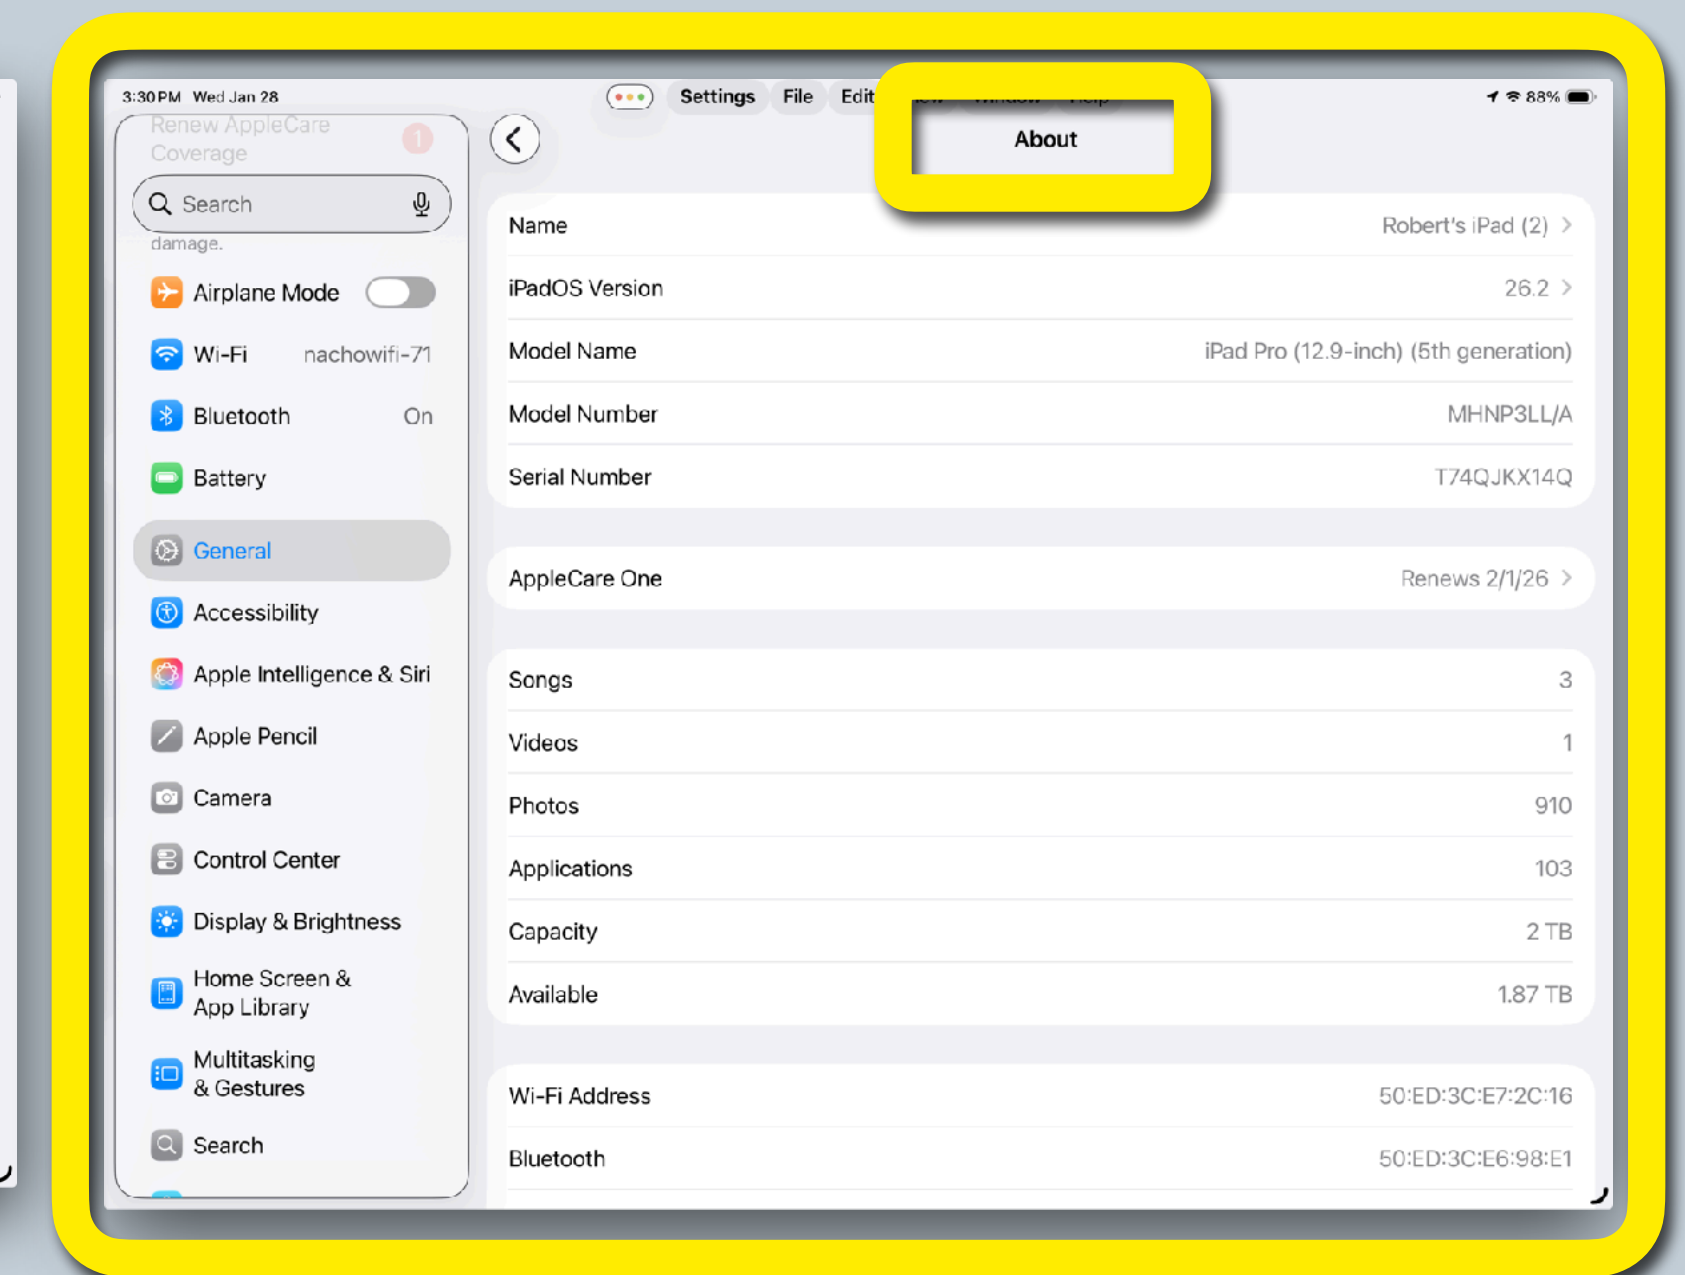 3:30 PM Wed Jan 28
Settings File Edit View Window Help
88%
Renew AppleCare
Coverage
1
Search
damage.
Airplane Mode
Wi-Fi nachowifi-71
Bluetooth On
Battery
General
Accessibility
Apple Intelligence & Siri
Apple Pencil
Camera
Control Center
Display & Brightness
Home Screen &
App Library
Multitasking
& Gestures
Search
About
Name Robert's iPad (2)
iPadOS Version 26.2
Model Name iPad Pro (12.9-inch) (5th generation)
Model Number MHNP3LL/A
Serial Number T74QJKX14Q
AppleCare One Renews 2/1/26
Songs 3
Videos 1
Photos 910
Applications 103
Capacity 2 TB
Available 1.87 TB
Wi-Fi Address 50:ED:3C:E7:2C:16
Bluetooth 50:ED:3C:E6:98:E1